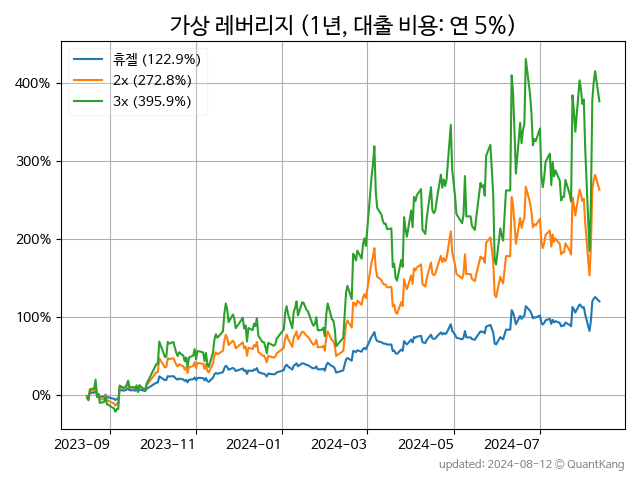 가상 레버리지 (1년, 대출 비용: 연 5%)
휴젤 (122.9%)
2x (272.8%)
3x (395.9%)
400%
300%
200%
100%
0%
2023-09 2023-11 2024-01 2024-03 2024-05 2024-07
updated: 2024-08-12 © QuantKang